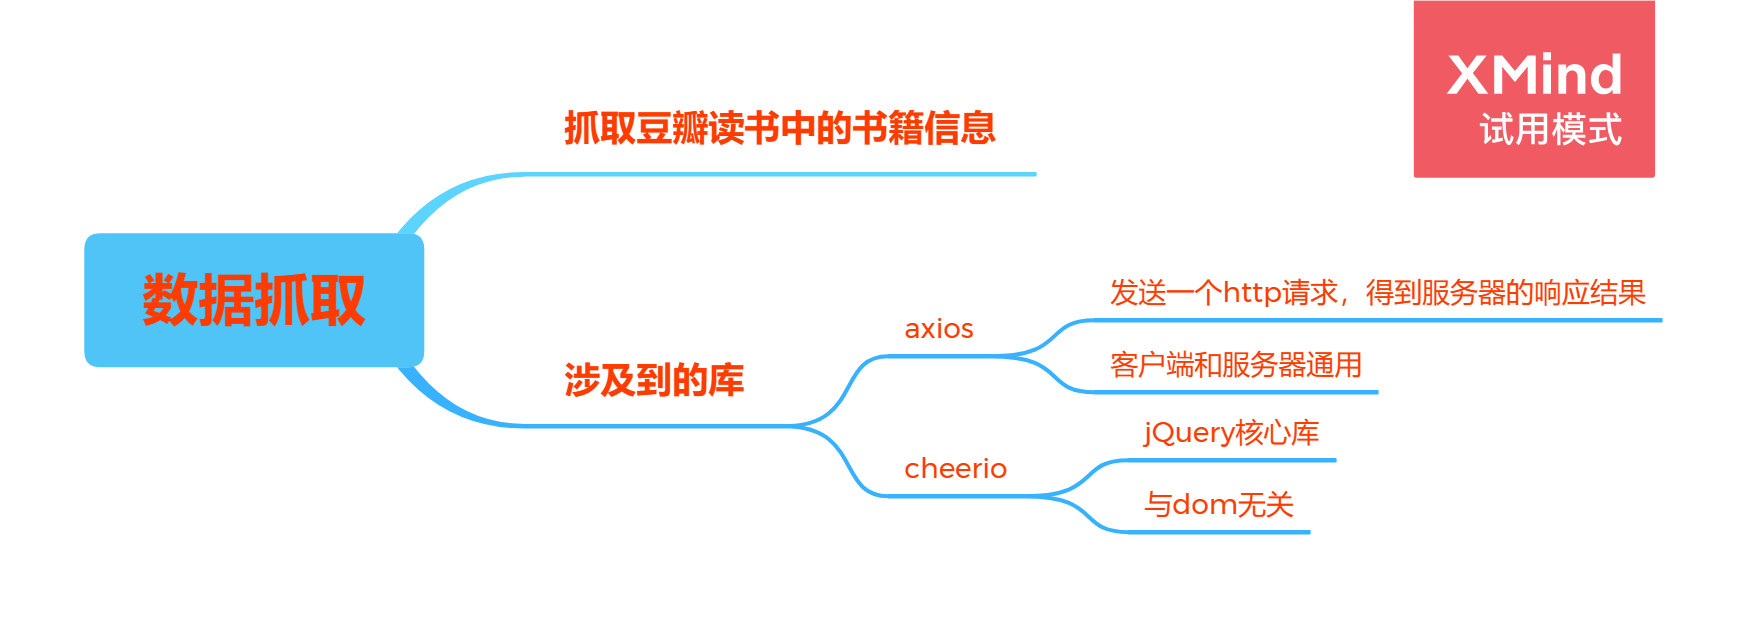 XMind
试用模式
抓取豆瓣读书中的书籍信息
数据抓取
涉及到的库
axios
发送一个http请求，得到服务器的响应结果
客户端和服务器通用
cheerio
jQuery核心库
与dom无关